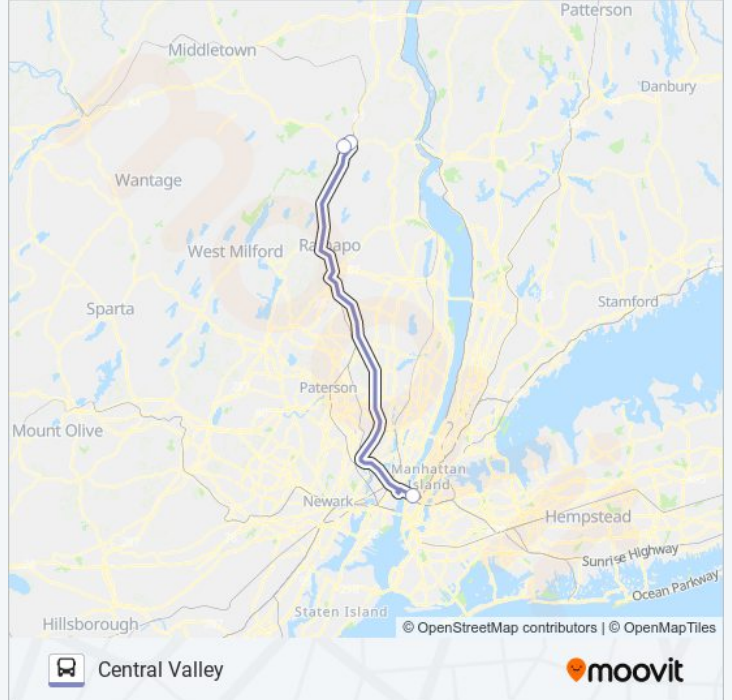 Patterson
Middletown
Danbury
Wantage
West Milford
Ramapo
Sparta
Stamford
Paterson
Mount Olive
Manhattan
Island
Newark
Hempstead
Sunrise Highway
Ocean Parkway
Staten Island
Hillsborough
© OpenStreetMap contributors | © OpenMapTiles
Central Valley
moovit